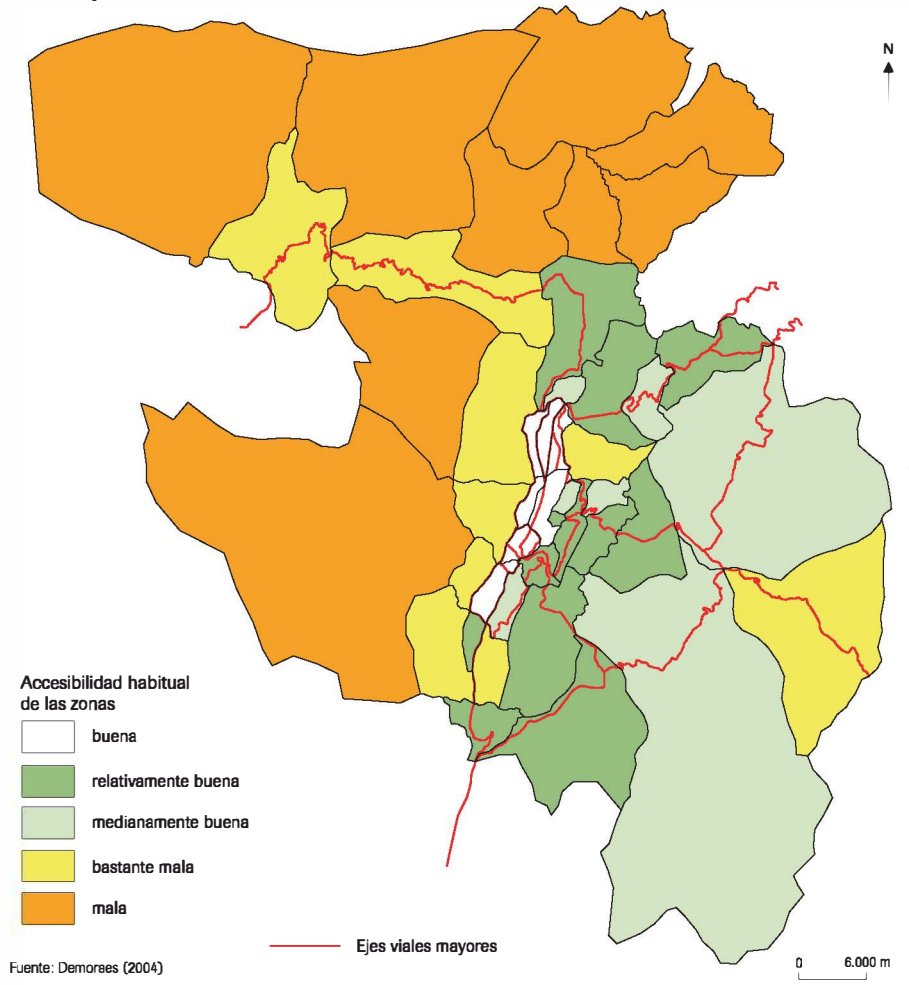 N
Accesibilidad habitual
de las zonas
buena
relativamente buena
medianamente buena
bastante mala
mala
Ejes viales mayores
Fuente: Demoraes (2004)
0 6.000 m